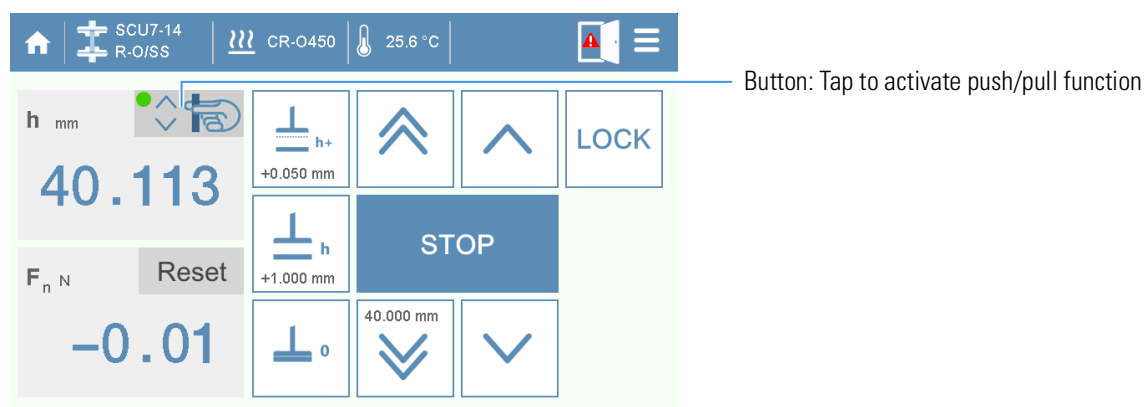 SCU7-14
R-O/SS
CR-O450
25.6 °C
Button: Tap to activate push/pull function
h mm
40.113
h+
+0.050 mm
LOCK
h
+1.000 mm
STOP
Fn N
Reset
-0.01
0
40.000 mm